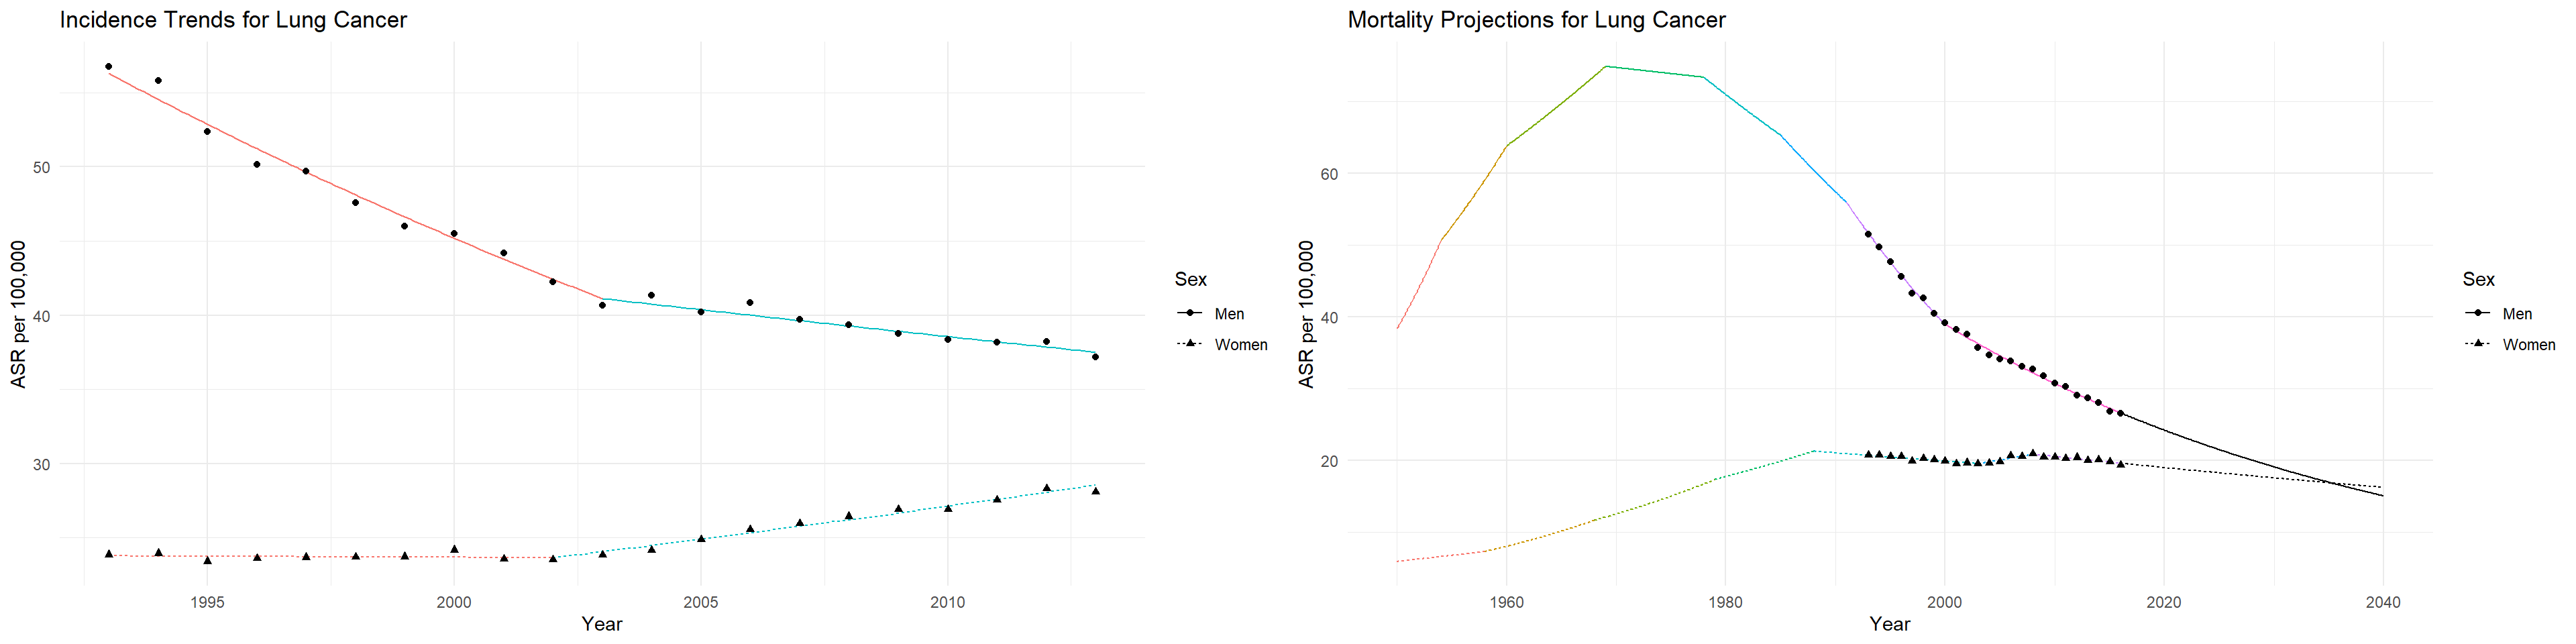 Incidence Trends for Lung Cancer
ASR per 100,000
50
40
30
1995
2000
2005
2010
Year
Sex
Men
Women
Mortality Projections for Lung Cancer
ASR per 100,000
60
40
20
1960
1980
2000
2020
2040
Year
Sex
Men
Women